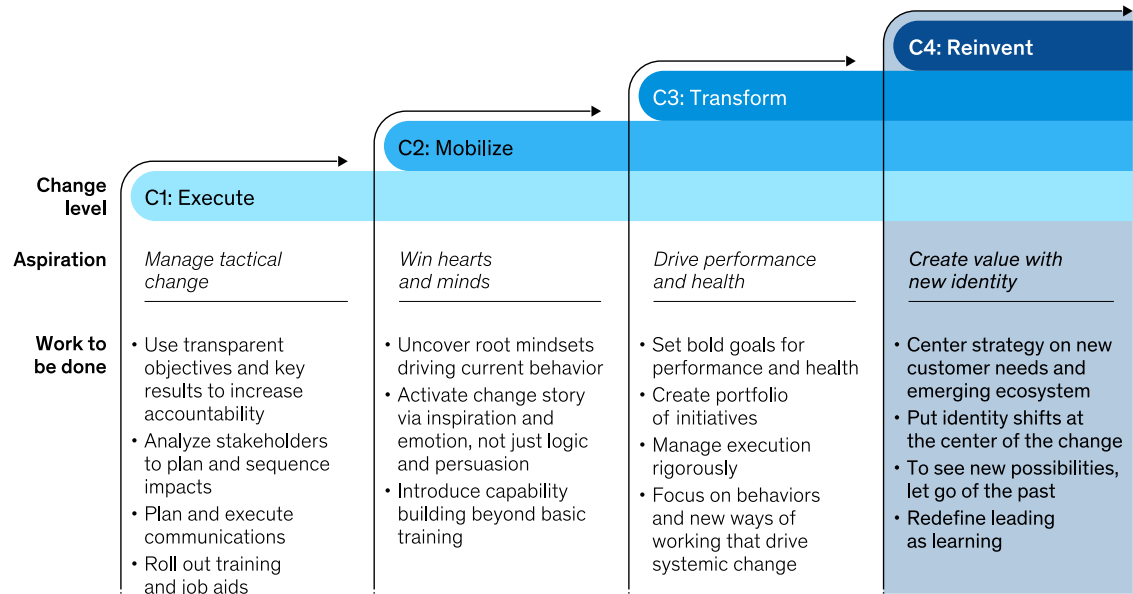 C4: Reinvent
C3: Transform
C2: Mobilize
Change
level
C1: Execute
Aspiration
Manage tactical
change
Win hearts
and minds
Drive performance
and health
Create value with
new identity
Work to
be done
• Use transparent
objectives and key
results to increase
accountability
• Analyze stakeholders
to plan and sequence
impacts
• Plan and execute
communications
• Roll out training
and job aids
• Uncover root mindsets
driving current behavior
• Activate change story
via inspiration and
emotion, not just logic
and persuasion
• Introduce capability
building beyond basic
training
• Set bold goals for
performance and health
• Create portfolio
of initiatives
• Manage execution
rigorously
• Focus on behaviors
and new ways of
working that drive
systemic change
• Center strategy on new
customer needs and
emerging ecosystem
• Put identity shifts at
the center of the change
• To see new possibilities,
let go of the past
• Redefine leading
as learning